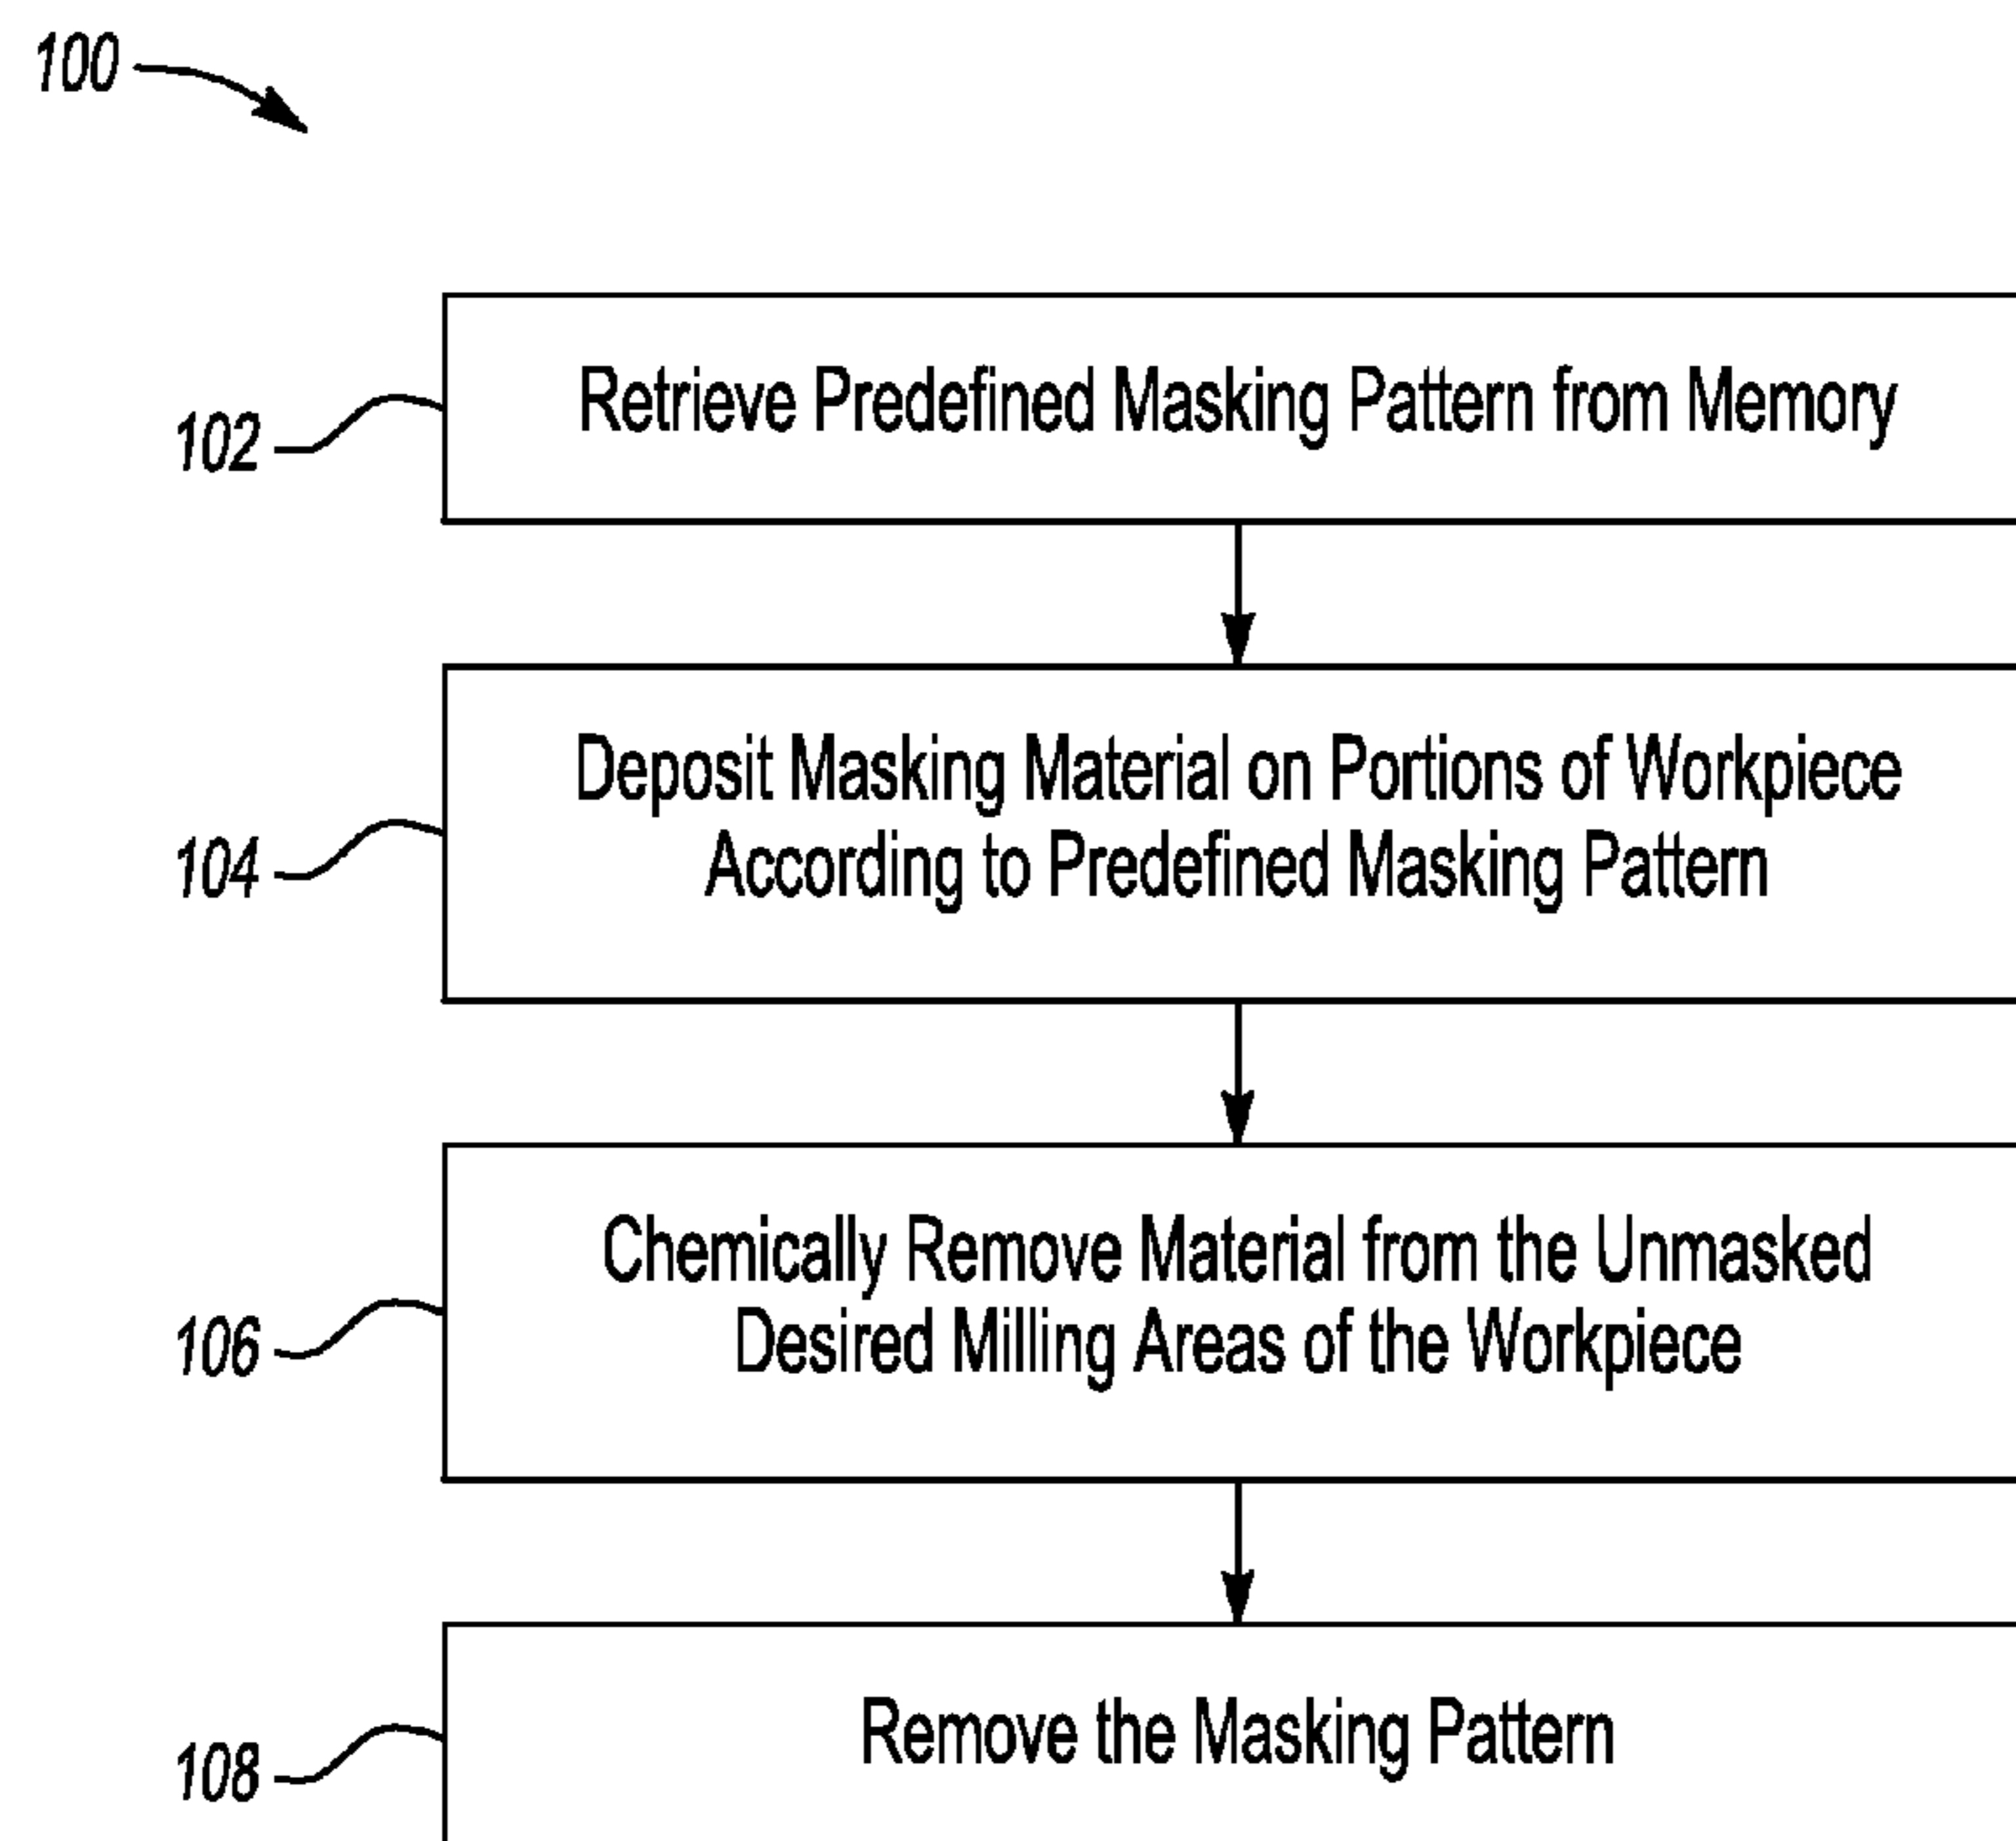 100
102
Retrieve Predefined Masking Pattern from Memory
104
Deposit Masking Material on Portions of Workpiece
According to Predefined Masking Pattern
106
Chemically Remove Material from the Unmasked
Desired Milling Areas of the Workpiece
108
Remove the Masking Pattern